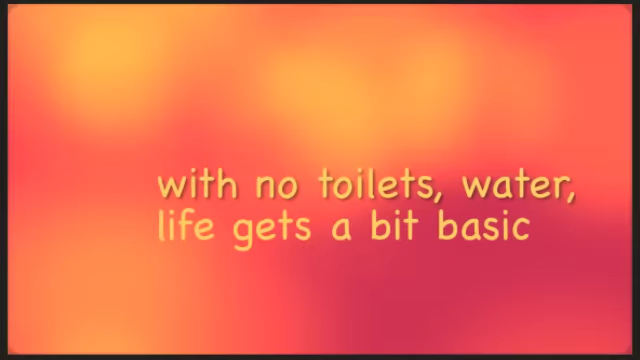 with no toilets, water,
life gets a bit basic